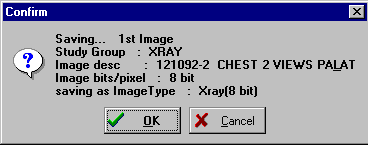 Confirm
Saving... 1st Image
Study Group : XRAY
Image desc : 121092-2 CHEST 2 VIEWS PALAT
Image bits/pixel : 8 bit
saving as ImageType : Xray(8 bit)
OK Cancel